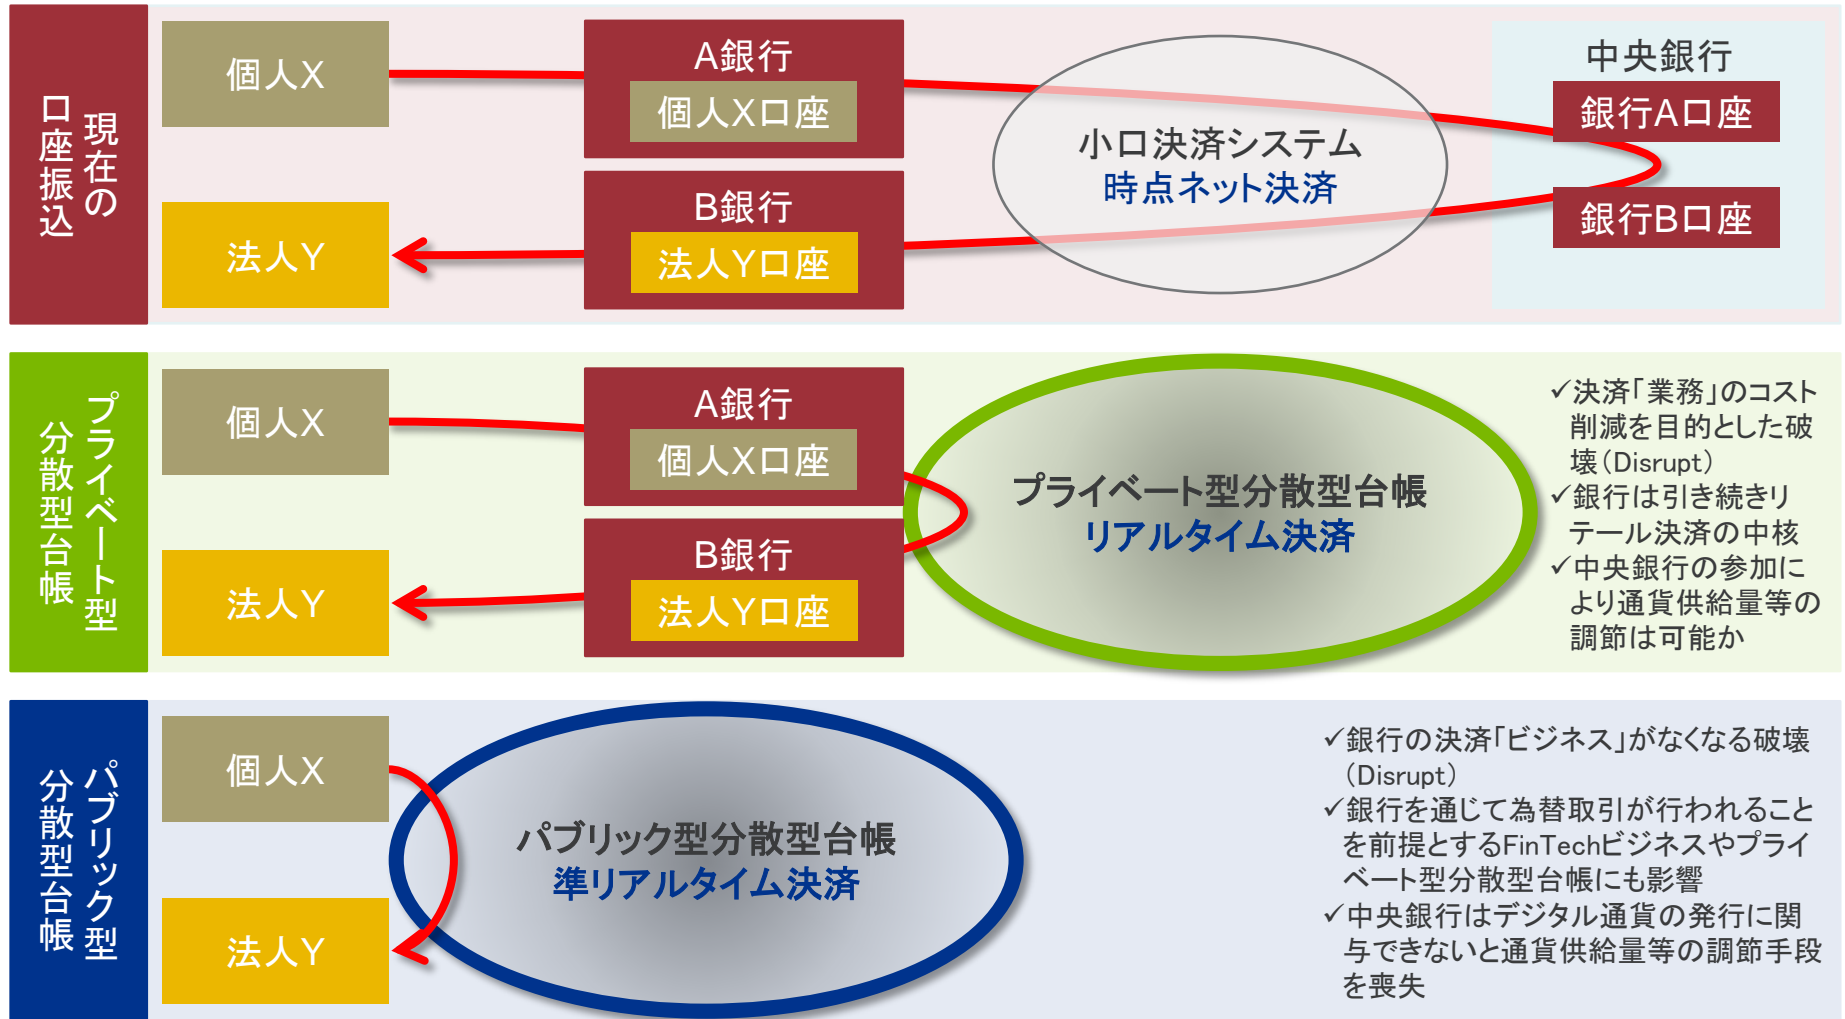 現在の
口座振込
個人X
法人Y
A銀行
個人X口座
B銀行
法人Y口座
小口決済システム
時点ネット決済
中央銀行
銀行A口座
銀行B口座
プライベート型
分散型台帳
個人X
法人Y
A銀行
個人X口座
B銀行
法人Y口座
プライベート型分散型台帳
リアルタイム決済
✓決済「業務」のコスト
削減を目的とした破
壊（Disrupt）
✓銀行は引き続きリ
テール決済の中核
✓中央銀行の参加に
より通貨供給量等の
調節は可能か
パブリック型
分散型台帳
個人X
法人Y
パブリック型分散型台帳
準リアルタイム決済
✓銀行の決済「ビジネス」がなくなる破壊
（Disrupt）
✓銀行を通じて為替取引が行われること
を前提とするFinTechビジネスやプライ
ベート型分散型台帳にも影響
✓中央銀行はデジタル通貨の発行に関
与できないと通貨供給量等の調節手段
を喪失